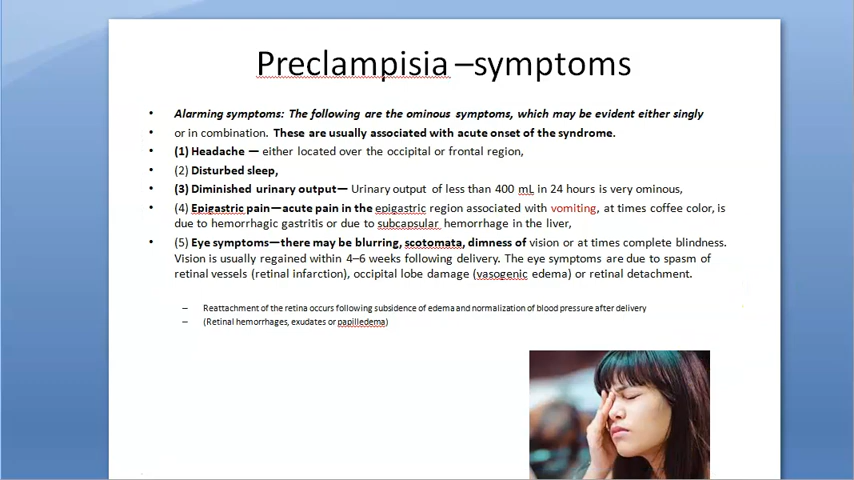 Preclampisia –symptoms
Alarming symptoms: The following are the ominous symptoms, which may be evident either singly
or in combination. These are usually associated with acute onset of the syndrome.
(1) Headache — either located over the occipital or frontal region,
(2) Disturbed sleep,
(3) Diminished urinary output— Urinary output of less than 400 mL in 24 hours is very ominous,
(4) Epigastric pain—acute pain in the epigastric region associated with vomiting, at times coffee color, is
due to hemorrhagic gastritis or due to subcapsular hemorrhage in the liver,
(5) Eye symptoms—there may be blurring, scotomata, dimness of vision or at times complete blindness.
Vision is usually regained within 4–6 weeks following delivery. The eye symptoms are due to spasm of
retinal vessels (retinal infarction), occipital lobe damage (vasogenic edema) or retinal detachment.
– Reattachment of the retina occurs following subsidence of edema and normalization of blood pressure after delivery
– (Retinal hemorrhages, exudates or papilledema)